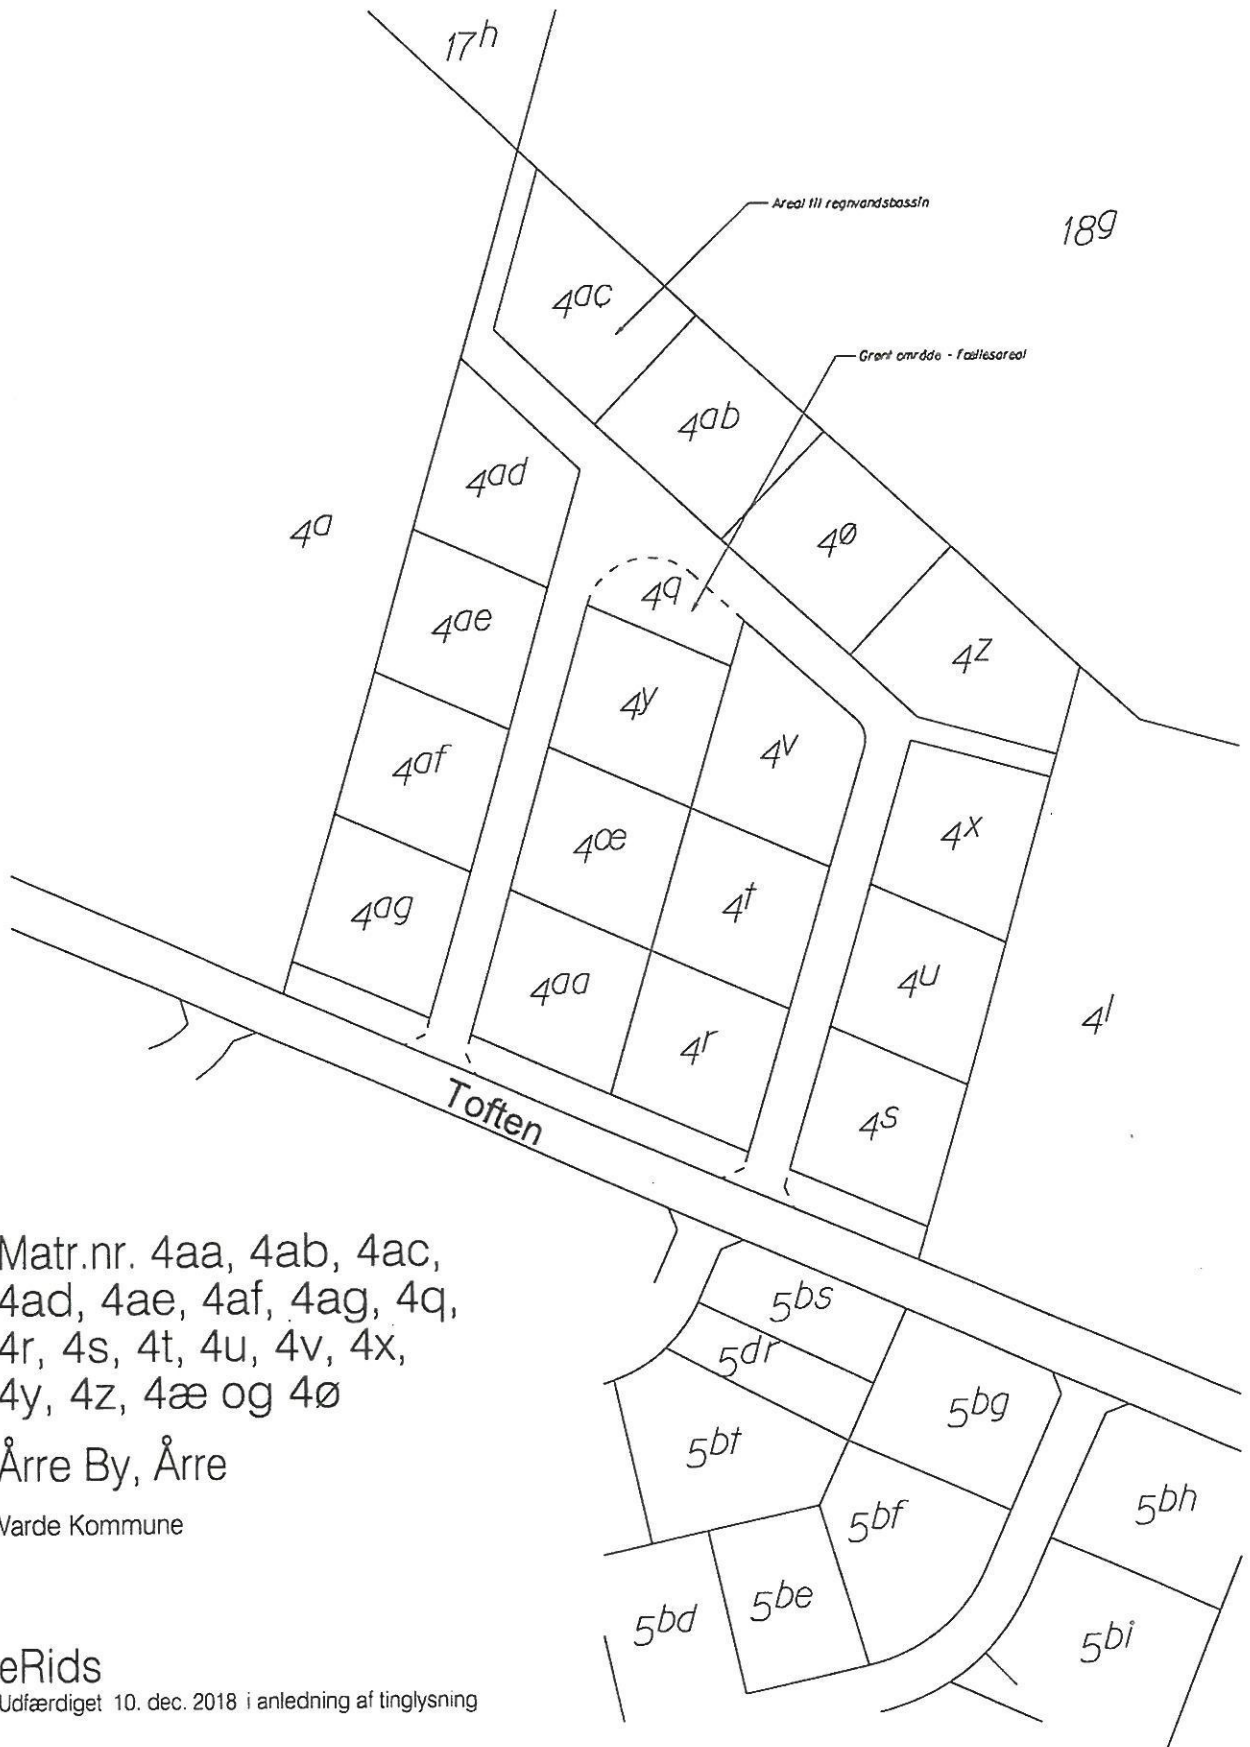 17h
Areal til regnvandsbassin
18g
4ac
Grønt område - fællesareal
4ab
4ad
4a
4ø
4q
4ae
4z
4y
4v
4af
4x
4æ
4t
4ag
4u
4aa
4l
4r
4s
Toften
Matr.nr. 4aa, 4ab, 4ac,
4ad, 4ae, 4af, 4ag, 4q,
4r, 4s, 4t, 4u, 4v, 4x,
4y, 4z, 4æ og 4ø
Årre By, Årre
Varde Kommune
5bs
5dr
5bg
5bt
5bh
5bf
5be
5bd
5bi
eRids
Udfærdiget 10. dec. 2018 i anledning af tinglysning